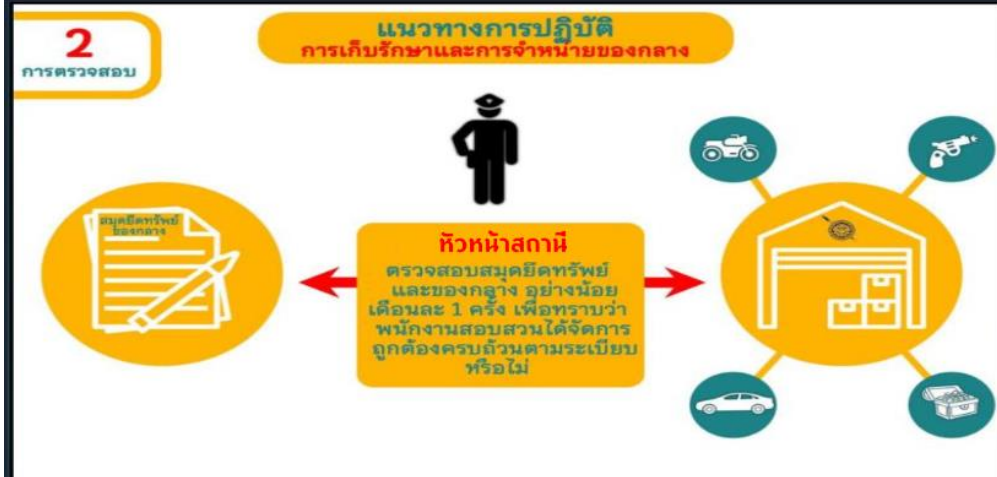 2
การตรวจสอบ
แนวทางการปฏิบัติ
การเก็บรักษาและการจำหน่ายของกลาง
สมุดยึดทรัพย์
ของกลาง
หัวหน้าสถานี
ตรวจสอบสมุดยึดทรัพย์
และของกลาง อย่างน้อย
เดือนละ 1 ครั้ง เพื่อทราบว่า
พนักงานสอบสวนได้จัดการ
ถูกต้องครบถ้วนตามระเบียบ
หรือไม่